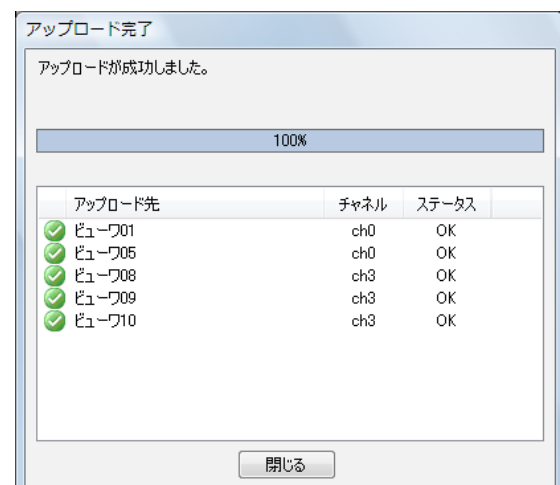 アップロード完了
アップロードが成功しました。
100%
アップロード先 チャネル ステータス
ビューワ01 ch0 OK
ビューワ05 ch0 OK
ビューワ08 ch3 OK
ビューワ09 ch3 OK
ビューワ10 ch3 OK
閉じる